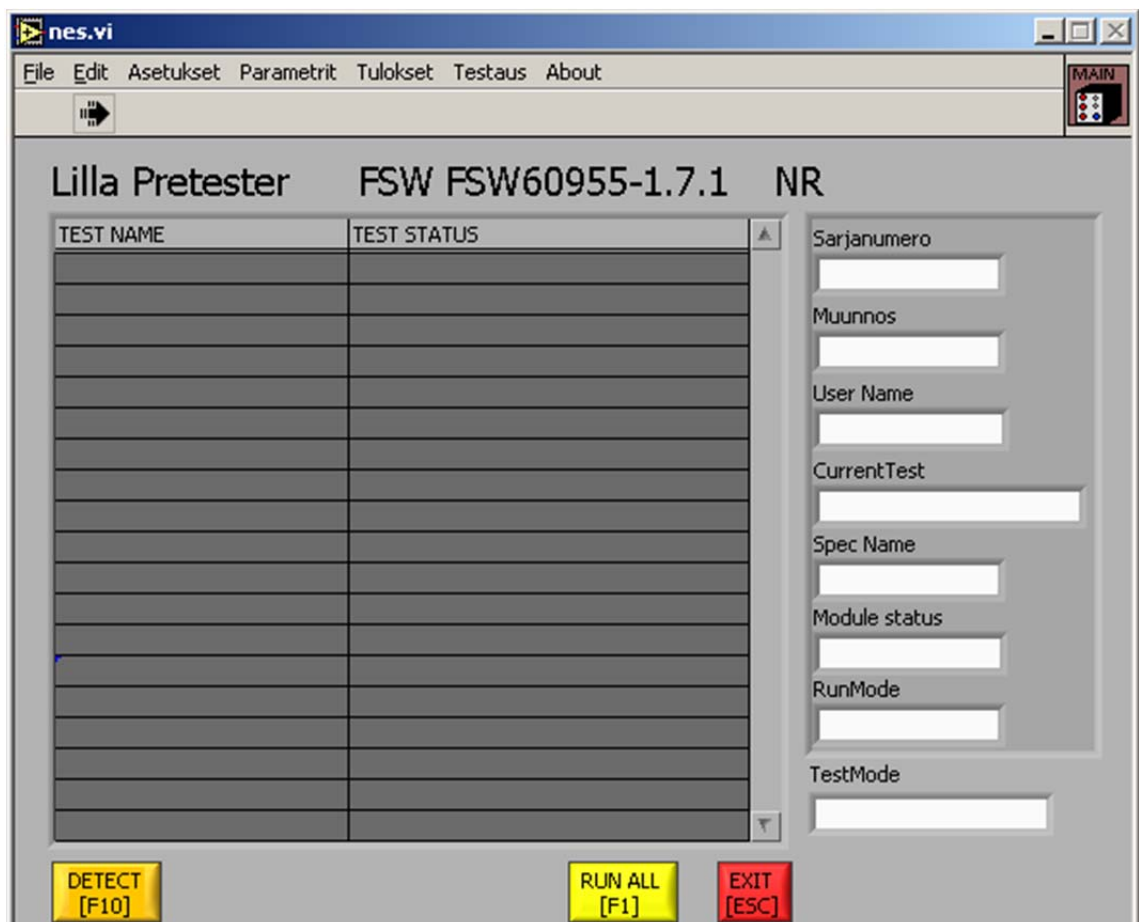 nes.vi
File Edit Asetukset Parametrit Tulokset Testaus About
MAIN
Lilla Pretester FSW FSW60955-1.7.1 NR
TEST NAME TEST STATUS
Sarjanumero
Muunnos
User Name
CurrentTest
Spec Name
Module status
RunMode
TestMode
DETECT
[F10]
RUN ALL
[F1]
EXIT
[ESC]